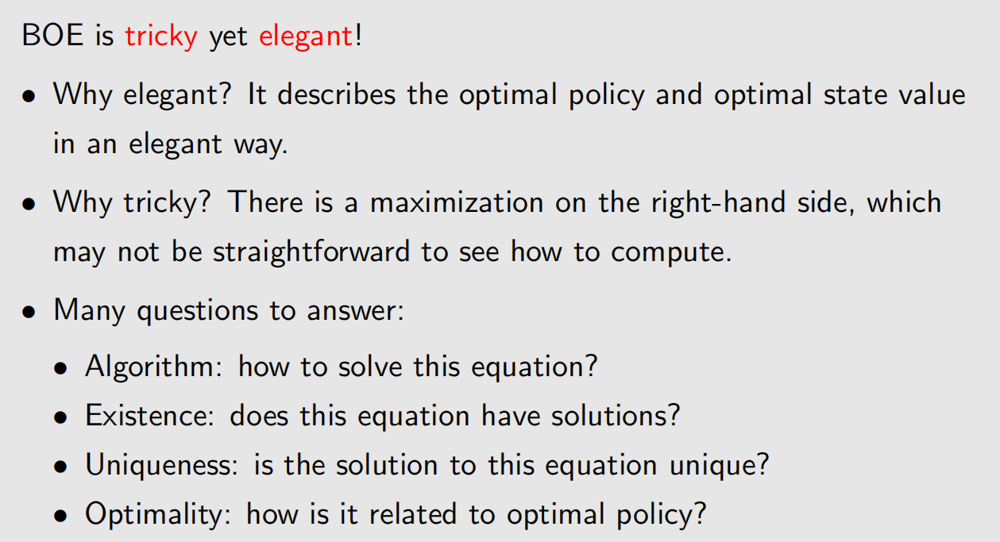 BOE is tricky yet elegant!
• Why elegant? It describes the optimal policy and optimal state value
in an elegant way.
• Why tricky? There is a maximization on the right-hand side, which
may not be straightforward to see how to compute.
• Many questions to answer:
• Algorithm: how to solve this equation?
• Existence: does this equation have solutions?
• Uniqueness: is the solution to this equation unique?
• Optimality: how is it related to optimal policy?